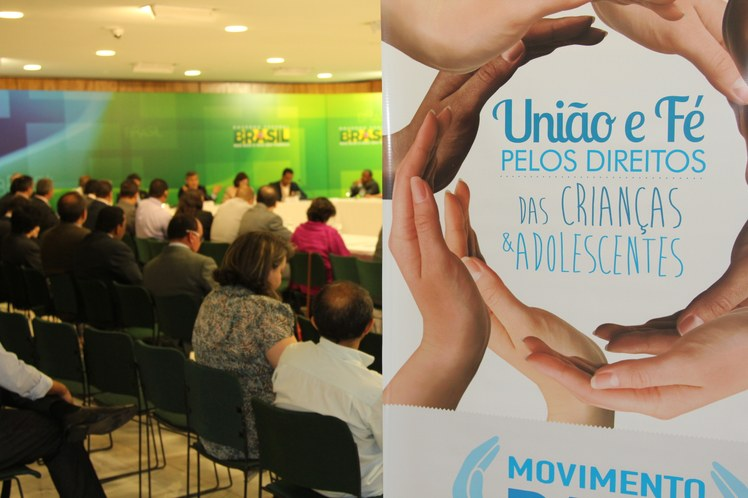 BRASIL
BRASIL
União e Fé
PELOS DIREITOS
DAS CRIANÇAS
& ADOLESCENTES
MOVIMENTO